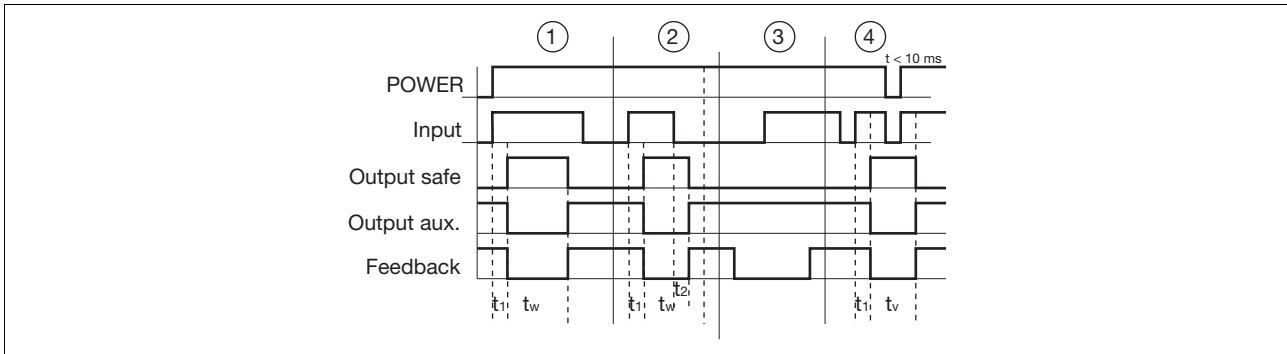 ① ② ③ ④
t < 10 ms
POWER
Input
Output safe
Output aux.
Feedback
t1 tw t1 tw t2 t1 tv